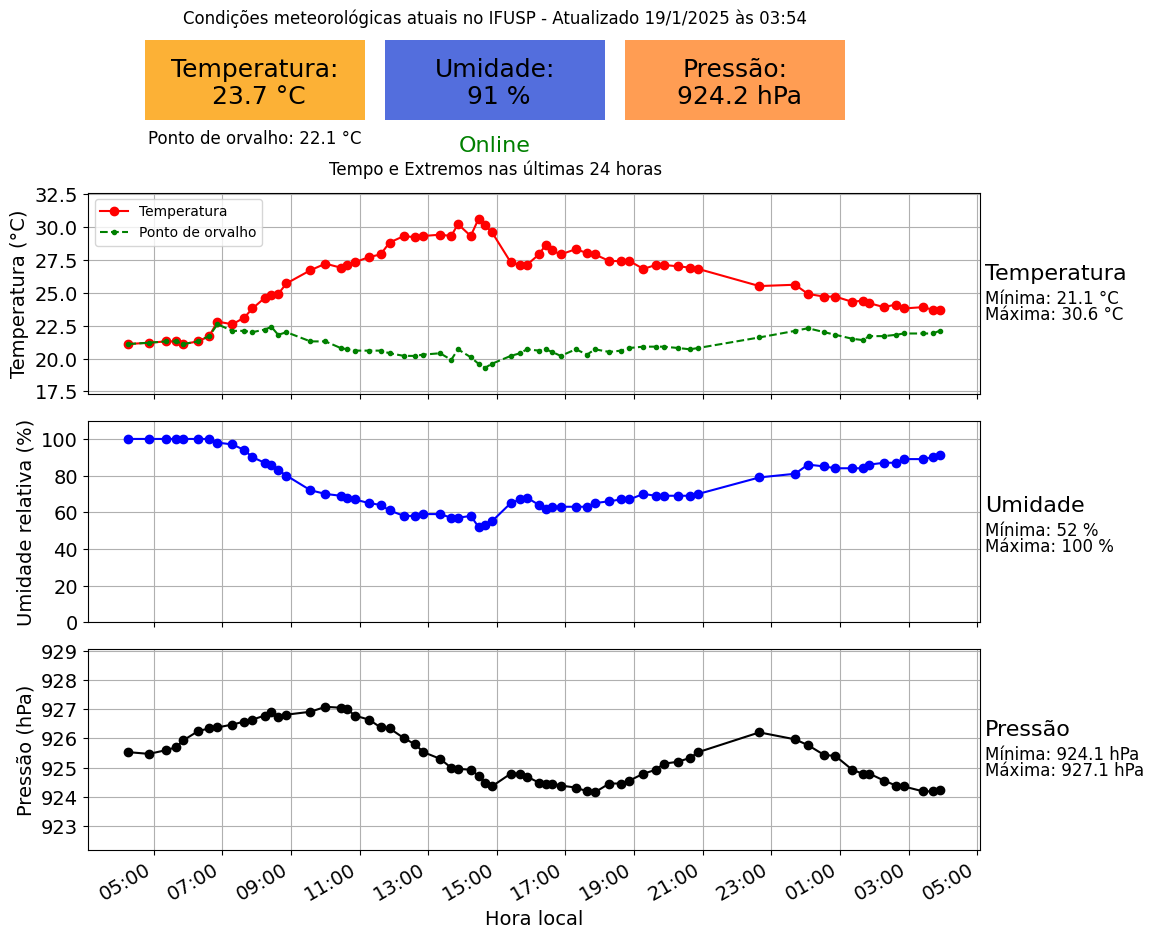 Condições meteorológicas atuais no IFUSP - Atualizado 19/1/2025 às 03:54
Temperatura:
23.7 °C
Umidade:
91 %
Pressão:
924.2 hPa
Ponto de orvalho: 22.1 °C
Online
Tempo e Extremos nas últimas 24 horas
Temperatura (°C)
32.5
30.0
27.5
25.0
22.5
20.0
17.5
Temperatura
Ponto de orvalho
Temperatura
Mínima: 21.1 °C
Máxima: 30.6 °C
Umidade relativa (%)
100
80
60
40
20
0
Umidade
Mínima: 52 %
Máxima: 100 %
Pressão (hPa)
929
928
927
926
925
924
923
Pressão
Mínima: 924.1 hPa
Máxima: 927.1 hPa
05:00
07:00
09:00
11:00
13:00
15:00
17:00
19:00
21:00
23:00
01:00
03:00
05:00
Hora local